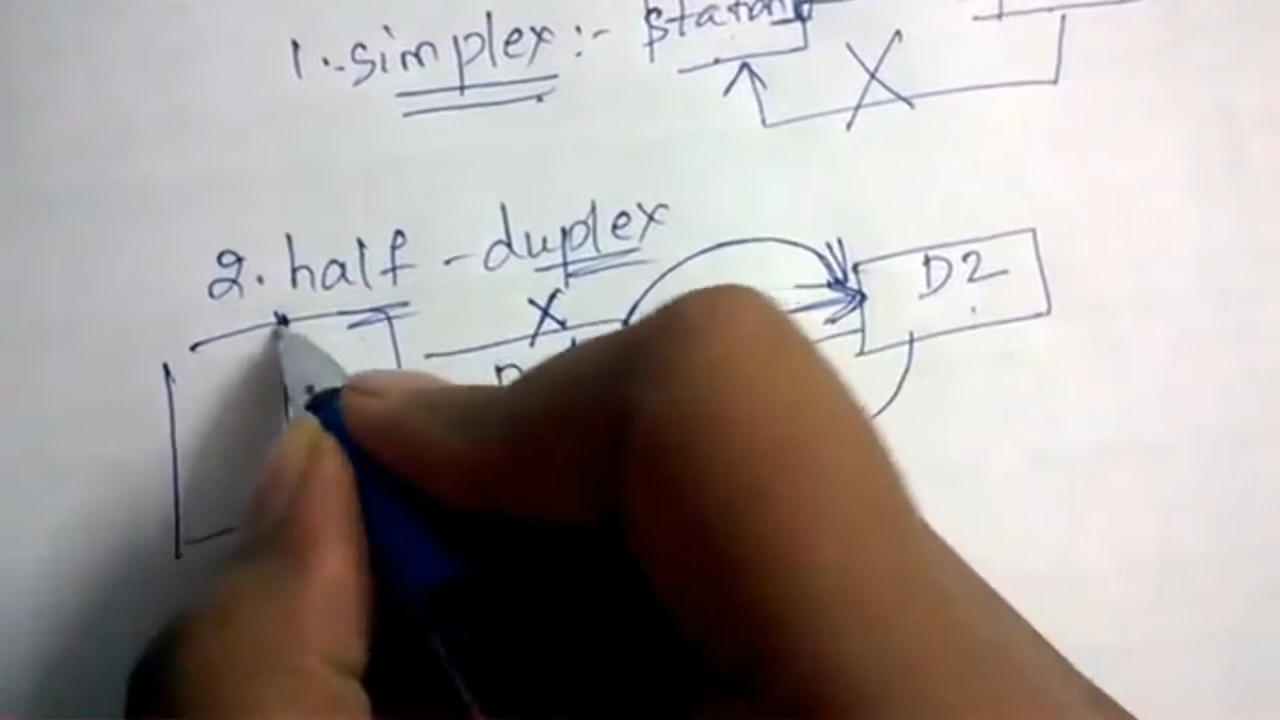 1. simplex :-
2. half - duplex
X
D2